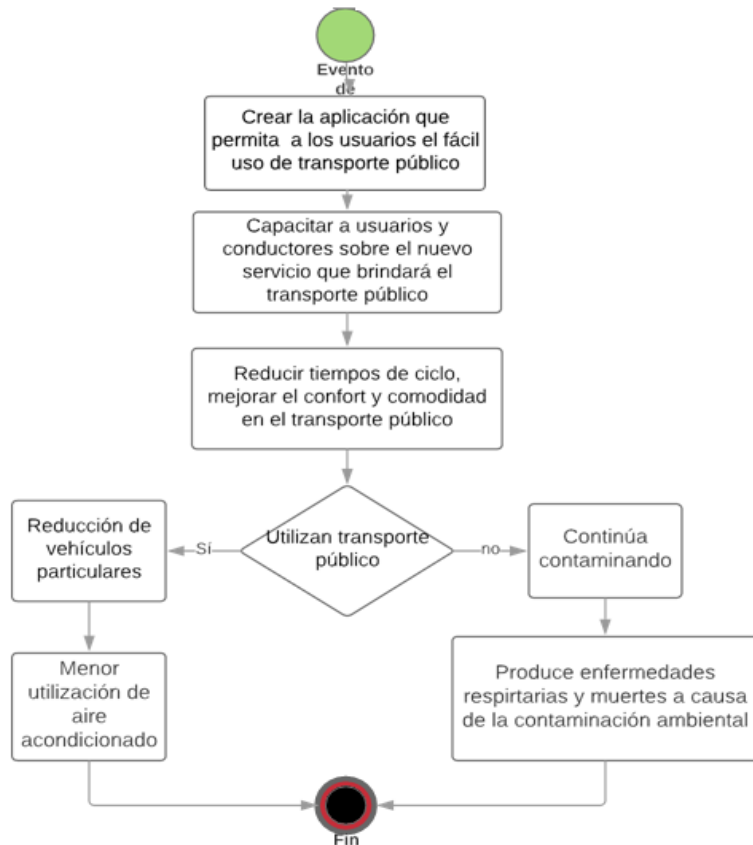 Evento
de
Crear la aplicación que
permita a los usuarios el fácil
uso de transporte público
Capacitar a usuarios y
conductores sobre el nuevo
servicio que brindará el
transporte público
Reducir tiempos de ciclo,
mejorar el confort y comodidad
en el transporte público
Utilizan transporte
público
Sí
no
Reducción de
vehículos
particulares
Continúa
contaminando
Menor
utilización de
aire
acondicionado
Produce enfermedades
respirtarias y muertes a causa
de la contaminación ambiental
Fin